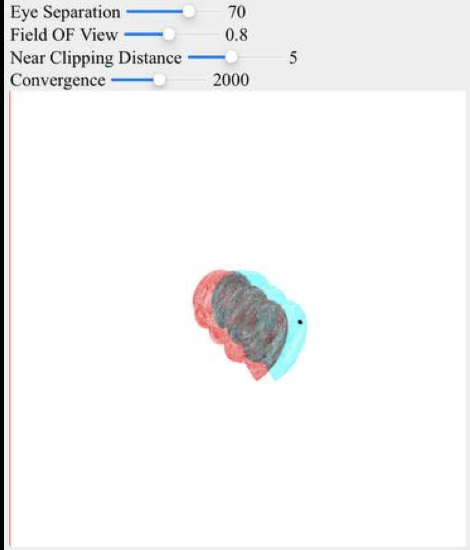 Eye Separation 70
Field OF View 0.8
Near Clipping Distance 5
Convergence 2000